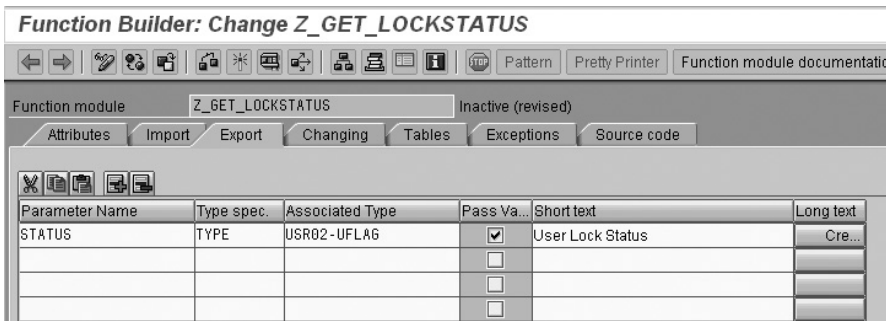 Function Builder: Change Z_GET_LOCKSTATUS
STOP Pattern Pretty Printer Function module documentatio
Function module Z_GET_LOCKSTATUS Inactive (revised)
Attributes Import Export Changing Tables Exceptions Source code
Parameter Name Type spec. Associated Type Pass Va... Short text Long text
STATUS TYPE USR02-UFLAG User Lock Status Cre...